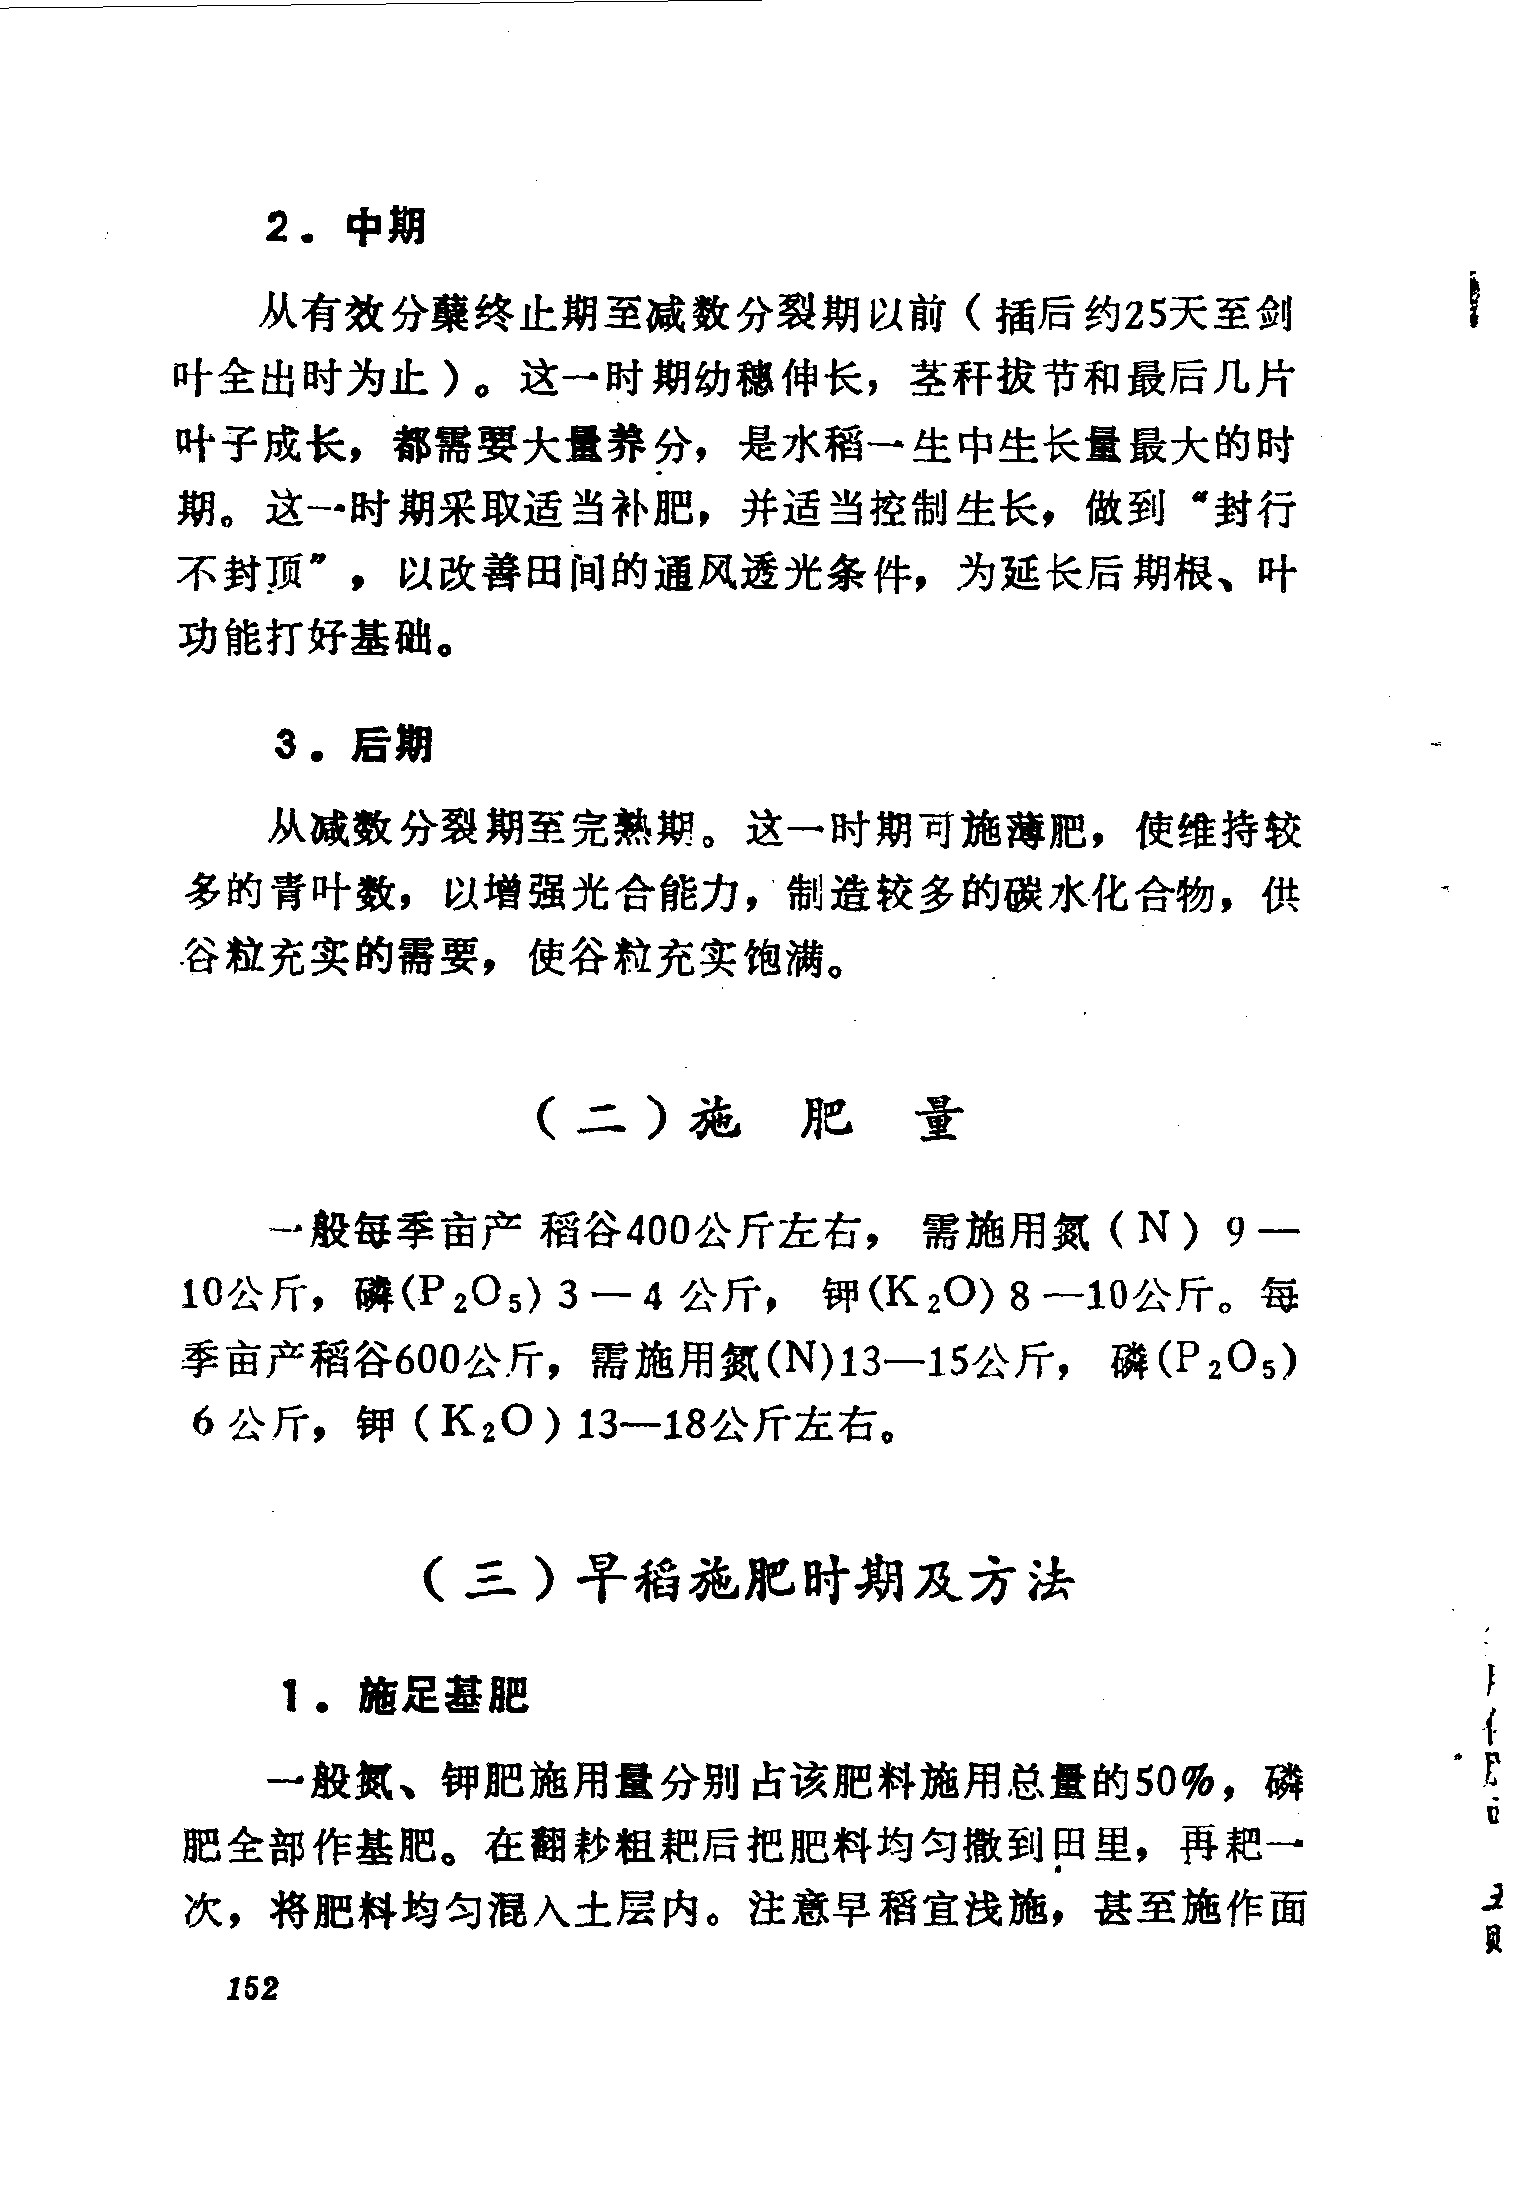 2．中期
从有效分蘖终止期至减数分裂期以前（插后约25天至剑
叶全出时为止）。这一时期幼穗伸长，茎秆拔节和最后几片
叶子成长，都需要大量养分，是水稻一生中生长量最大的时
期。这一时期采取适当补肥，并适当控制生长，做到“封行
不封顶”，以改善田间的通风透光条件，为延长后期根、叶
功能打好基础。
3．后期
从减数分裂期至完熟期。这一时期可施薄肥，使维持较
多的青叶数，以增强光合能力，制造较多的碳水化合物，供
谷粒充实的需要，使谷粒充实饱满。
（二）施　肥　量
一般每季亩产稻谷400公斤左右，需施用氮（N）9—
10公斤，磷(P₂O₅)3—4公斤，钾(K₂O)8—10公斤。每
季亩产稻谷600公斤，需施用氮(N)13—15公斤，磷(P₂O₅)
6公斤，钾（K₂O）13—18公斤左右。
（三）早稻施肥时期及方法
1．施足基肥
一般氮、钾肥施用量分别占该肥料施用总量的50%，磷
肥全部作基肥。在翻耖粗耙后把肥料均匀撒到田里，再耙一
次，将肥料均匀混入土层内。注意早稻宜浅施，甚至施作面
152